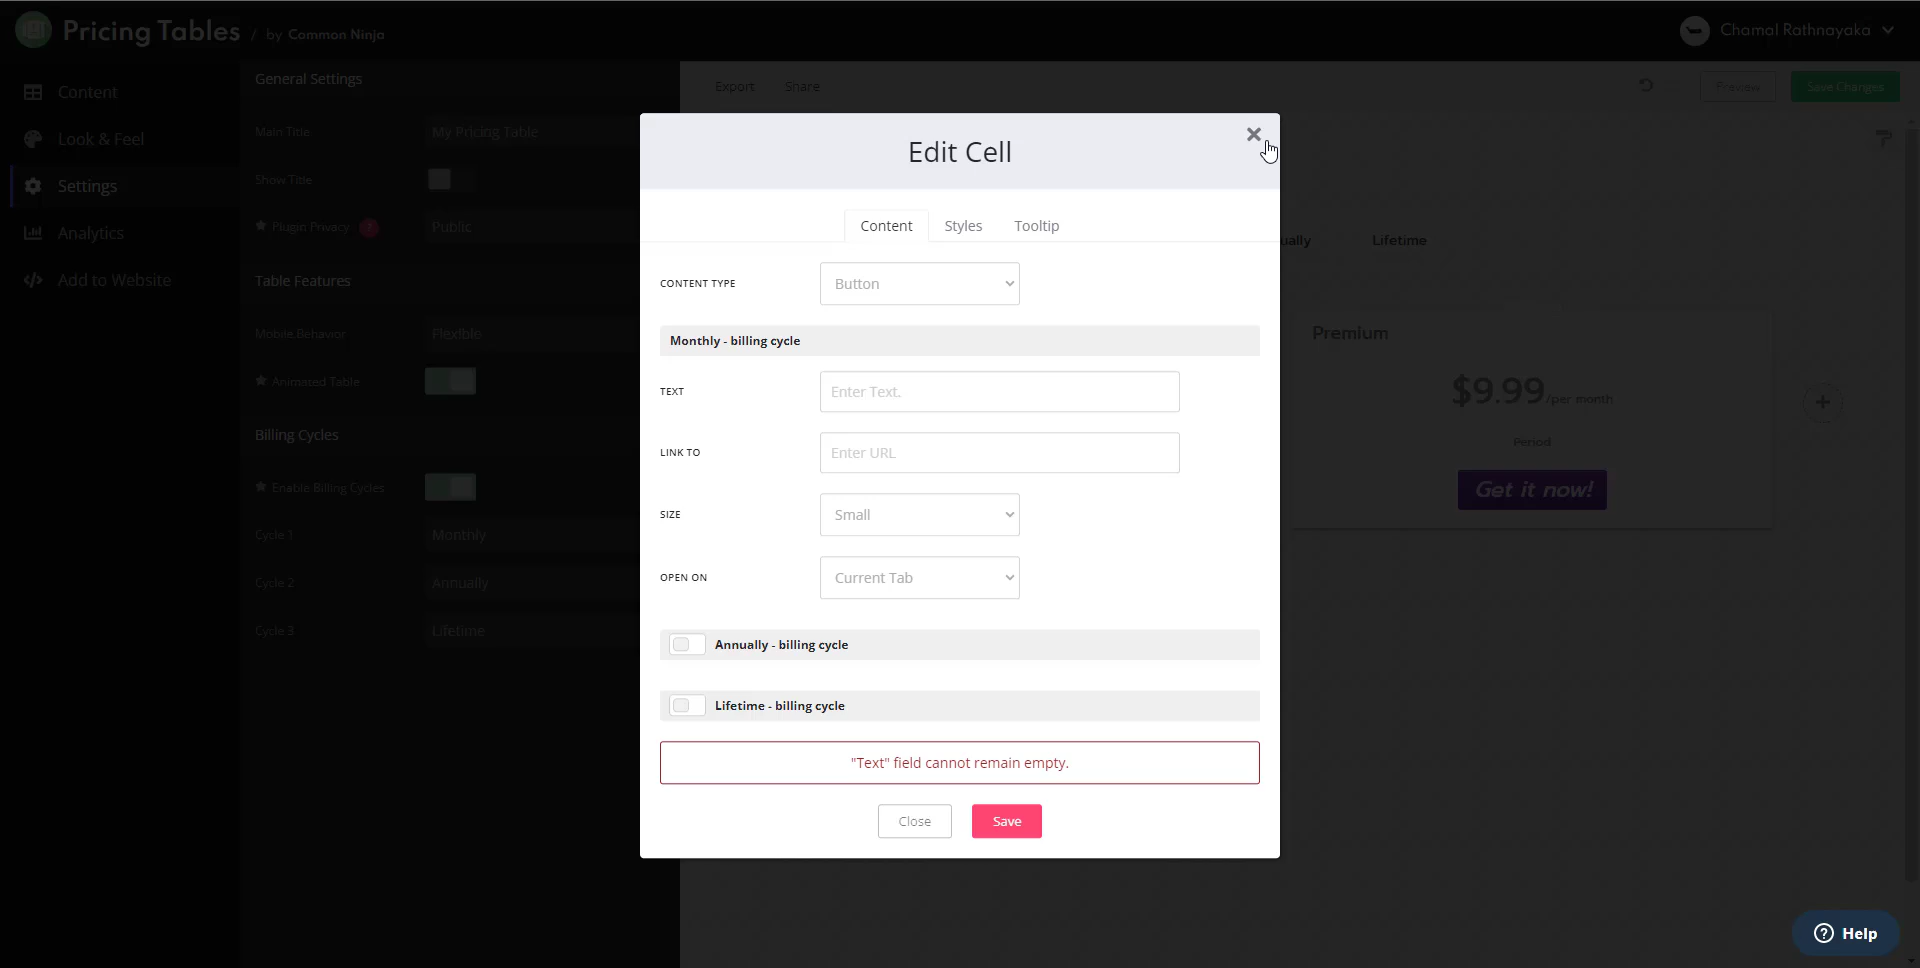 Pricing Tables / by Common Ninja
Chamal Rathnayaka
Content
Look & Feel
Settings
Analytics
Add to Website
General Settings
Main Title
My Pricing Table
Show Title
Plugin Privacy
?
Public
Table Features
Mobile Behavior
Flexible
Animated Table
Billing Cycles
Enable Billing Cycles
Cycle 1
Monthly
Cycle 2
Annually
Cycle 3
Lifetime
Export
Share
Preview
Save Changes
ually
Lifetime
Premium
$9.99/per month
Period
Get it now!
Edit Cell
Content
Styles
Tooltip
CONTENT TYPE
Button
Monthly - billing cycle
TEXT
Enter Text.
LINK TO
Enter URL
SIZE
Small
OPEN ON
Current Tab
Annually - billing cycle
Lifetime - billing cycle
"Text" field cannot remain empty.
Close
Save
Help